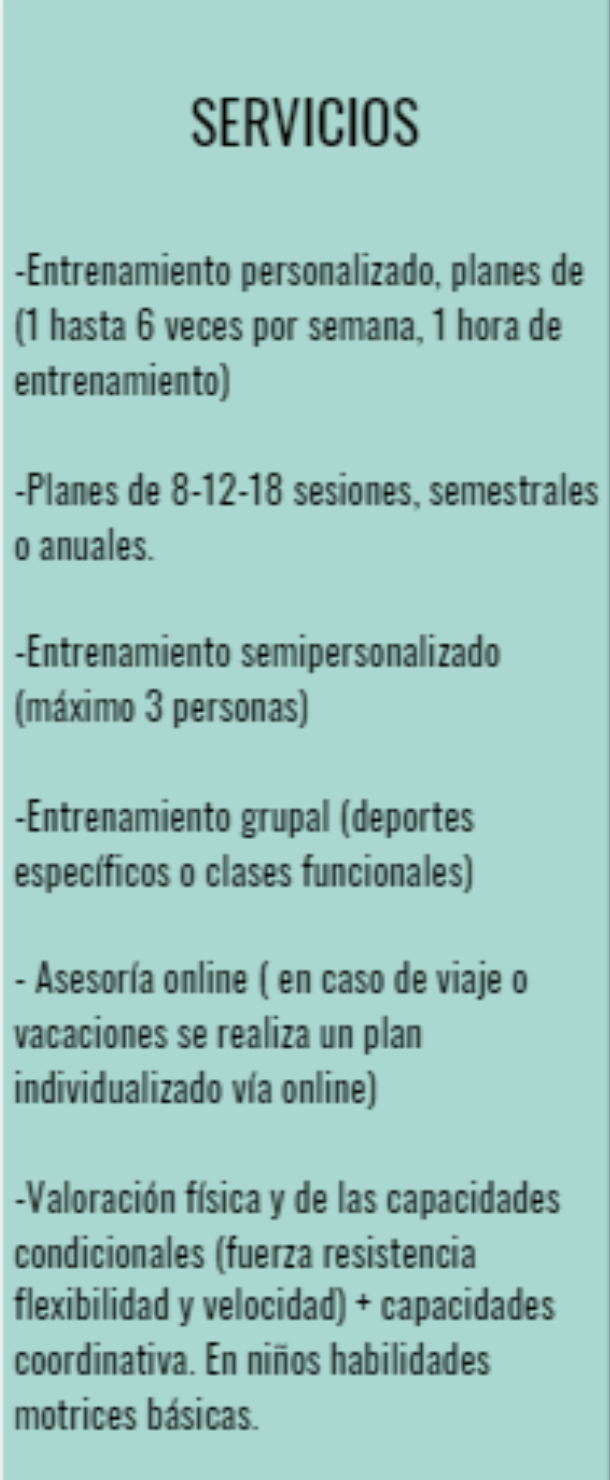 SERVICIOS
-Entrenamiento personalizado, planes de
(1 hasta 6 veces por semana, 1 hora de
entrenamiento)
-Planes de 8-12-18 sesiones, semestrales
o anuales.
-Entrenamiento semipersonalizado
(máximo 3 personas)
-Entrenamiento grupal (deportes
específicos o clases funcionales)
- Asesoría online ( en caso de viaje o
vacaciones se realiza un plan
individualizado vía online)
-Valoración física y de las capacidades
condicionales (fuerza resistencia
flexibilidad y velocidad) + capacidades
coordinativa. En niños habilidades
motrices básicas.